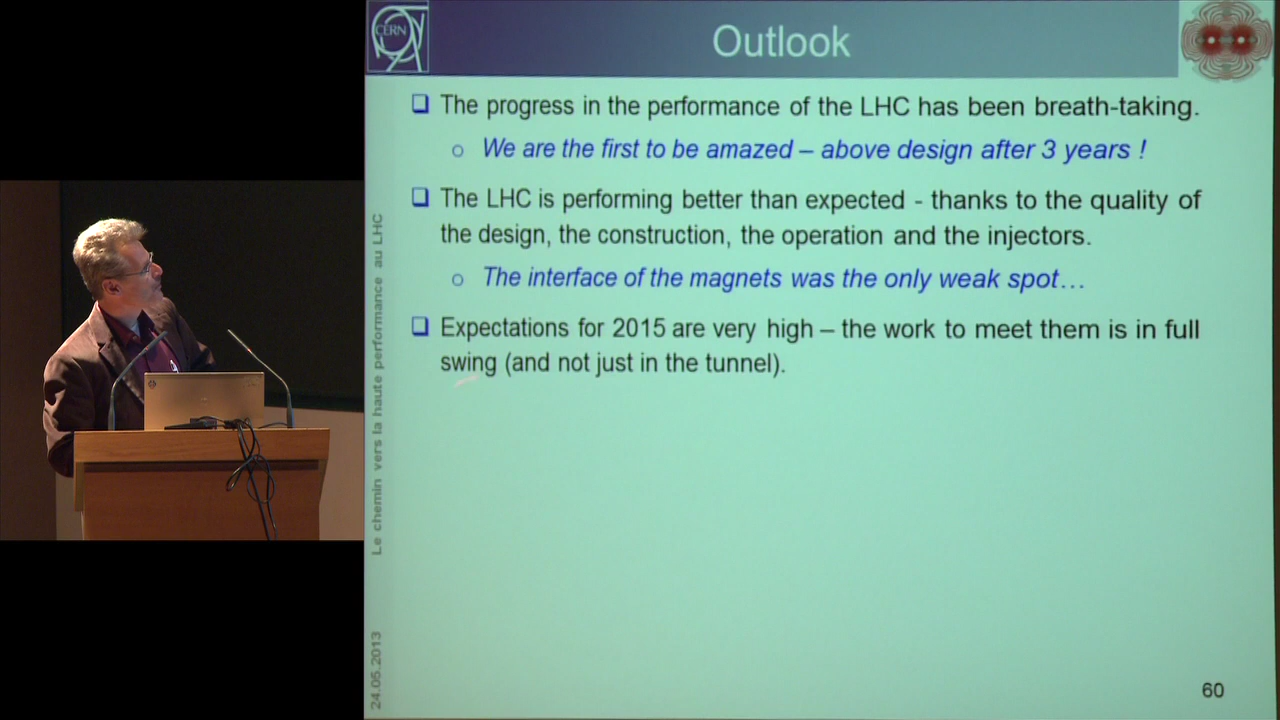 CERN
Outlook
The progress in the performance of the LHC has been breath-taking.
We are the first to be amazed – above design after 3 years !
The LHC is performing better than expected - thanks to the quality of
the design, the construction, the operation and the injectors.
The interface of the magnets was the only weak spot…
Expectations for 2015 are very high – the work to meet them is in full
swing (and not just in the tunnel).
Le chemin vers la haute performance au LHC
24.05.2013
60